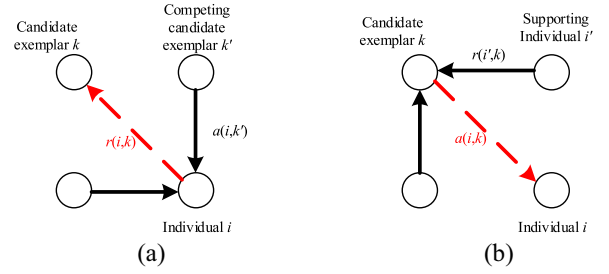 Candidate
exemplar k
Competing
candidate
exemplar k′
r(i,k)
a(i,k′)
Individual i
(a)
Candidate
exemplar k
Supporting
Individual i′
r(i′,k)
a(i,k)
Individual i
(b)